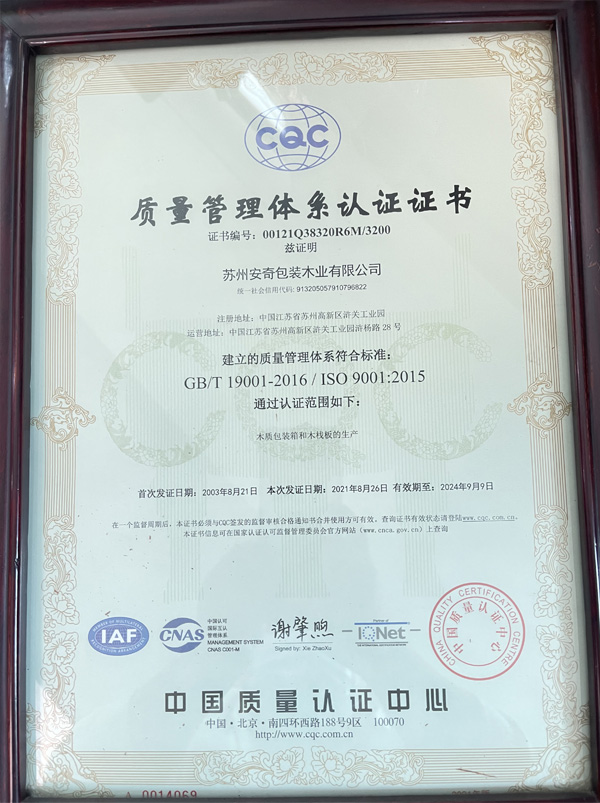 CQC
质量管理体系认证证书
证书编号：00121Q38320R6M/3200
兹证明
苏州安奇包装木业有限公司
统一社会信用代码: 913205057910796822
注册地址：中国江苏省苏州高新区浒关工业园
运营地址：中国江苏省苏州高新区浒关工业园浒杨路 28 号
建立的质量管理体系符合标准：
GB/T 19001-2016 / ISO 9001:2015
通过认证范围如下：
木质包装箱和木栈板的生产
首次发证日期：2003年8月21日 本次发证日期：2021年8月26日 有效期至：2024年9月9日
在一个监督周期后，本证书必须与CQC签发的监督审核合格通知书合并使用方可有效。查询证书有效状态请登陆www.cqc.com.cn。
本证书信息可在国家认证认可监督管理委员会官方网站（www.cnca.gov.cn）上查询
IAF
CNAS
中国认可
国际互认
管理体系
MANAGEMENT SYSTEM
CNAS C001-M
谢肇煦
Signed by: Xie ZhaoXu
Partner of
IQNet
CHINA QUALITY CERTIFICATION CENTRE
中国质量认证中心
中国质量认证中心
中国·北京·南四环西路188号9区 100070
http://www.cqc.com.cn
A 0014069